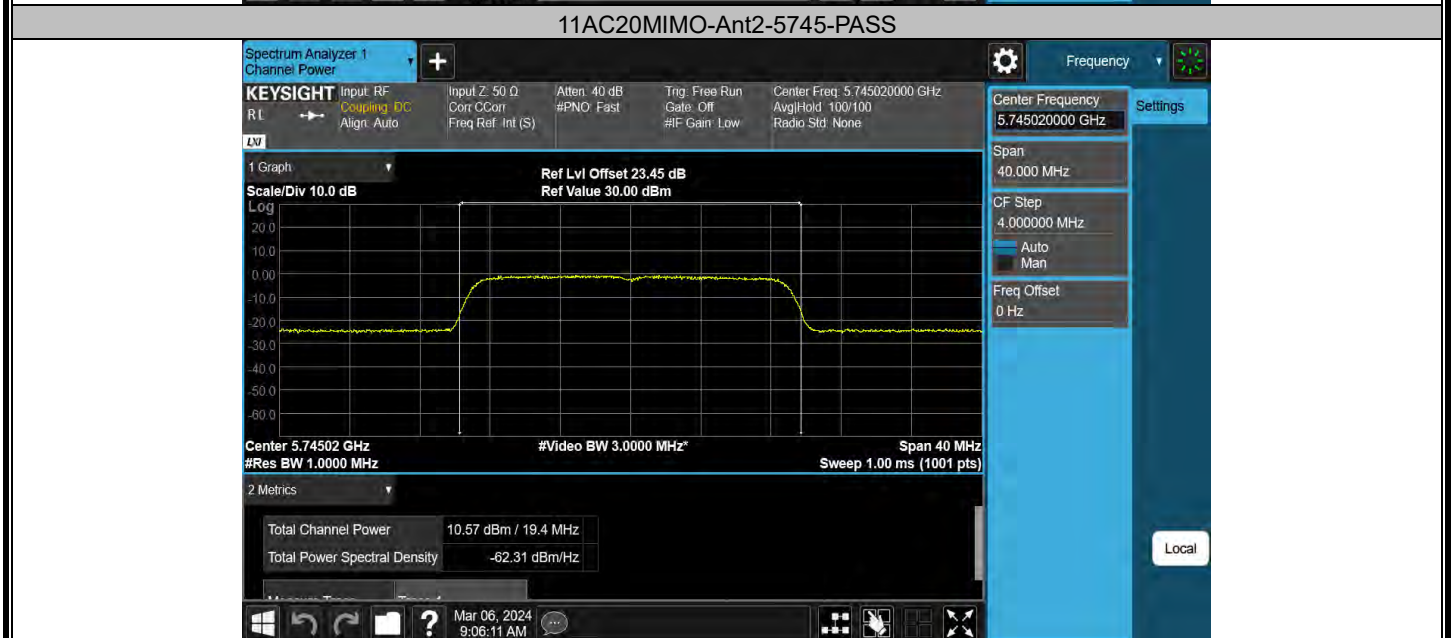 11AC20MIMO-Ant2-5745-PASS
Spectrum Analyzer 1
Channel Power
+
Frequency
KEYSIGHT
RL
LXI
Input: RF
Coupling: DC
Align: Auto
Input Z: 50 Ω
Corr CCorr
Freq Ref: Int (S)
Atten: 40 dB
#PNO: Fast
Trig: Free Run
Gate: Off
#IF Gain: Low
Center Freq: 5.745020000 GHz
Avg|Hold: 100/100
Radio Std: None
Center Frequency
5.745020000 GHz
Settings
Span
40.000 MHz
CF Step
4.000000 MHz
Auto
Man
Freq Offset
0 Hz
1 Graph
Scale/Div 10.0 dB
Ref Lvl Offset 23.45 dB
Ref Value 30.00 dBm
Log
20.0
10.0
0.00
-10.0
-20.0
-30.0
-40.0
-50.0
-60.0
Center 5.74502 GHz
#Video BW 3.0000 MHz*
Span 40 MHz
#Res BW 1.0000 MHz
Sweep 1.00 ms (1001 pts)
2 Metrics
Total Channel Power 10.57 dBm / 19.4 MHz
Total Power Spectral Density -62.31 dBm/Hz
Local
?
Mar 06, 2024
9:06:11 AM